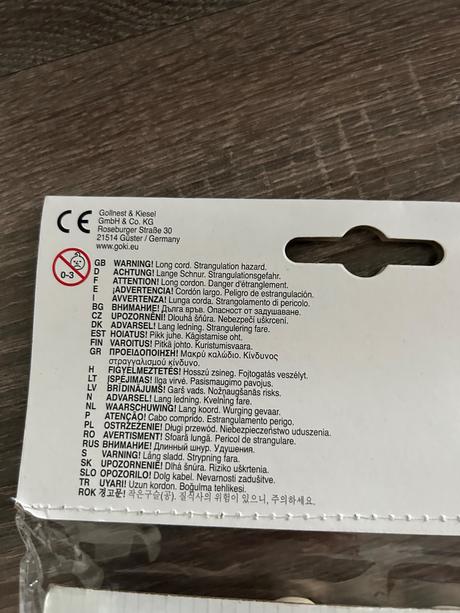 CE
Gollnest & Kiesel
GmbH & Co. KG
Roseburger Straße 30
21514 Güster / Germany
www.goki.eu
0-3
GB WARNING! Long cord. Strangulation hazard.
D ACHTUNG! Lange Schnur. Strangulationsgefahr.
F ATTENTION! Long cordon. Danger d'étranglement.
E ¡ADVERTENCIA! Cordón largo. Peligro de estrangulación.
I AVVERTENZA! Lunga corda. Strangolamento di pericolo.
BG ВНИМАНИЕ! Дълга връв. Опасност от задушаване.
CZ UPOZORNĚNÍ! Dlouhá šňůra. Nebezpečí uškrcení.
DK ADVARSEL! Lang ledning. Strangulering fare.
EST HOIATUS! Pikk juhe. Kägistamise oht.
FIN VAROITUS! Pitkä johto. Kuristumisvaara.
GR ΠΡΟΕΙΔΟΠΟΙΗΣΗ! Μακρύ καλώδιο. Κίνδυνος
στραγγαλισμού κίνδυνο.
H FIGYELMEZTETÉS! Hosszú zsineg. Fojtogatás veszélyt.
LT ĮSPĖJIMAS! Ilga virvė. Pasismaugimo pavojus.
LV BRĪDINĀJUMS! Garš vads. Nožņaugšanās risks.
N ADVARSEL! Lang ledning. Kvelning fare.
NL WAARSCHUWING! Lang koord. Wurging gevaar.
P ATENÇÃO! Cabo comprido. Estrangulamento perigo.
PL OSTRZEŻENIE! Długi przewód. Niebezpieczeństwo uduszenia.
RO AVERTISMENT! Sfoară lungă. Pericol de strangulare.
RUS ВНИМАНИЕ! Длинный шнур. Удушения.
S VARNING! Lång sladd. Strypning fara.
SK UPOZORNENIE! Dlhá šnúra. Riziko uškrtenia.
SLO OPOZORILO! Dolg kabel. Nevarnost zadušitve.
TR UYARI! Uzun kordon. Boğulma tehlikesi.
ROK 경고문! 작은구슬(공). 질식사의 위험이 있으니, 주의하세요.